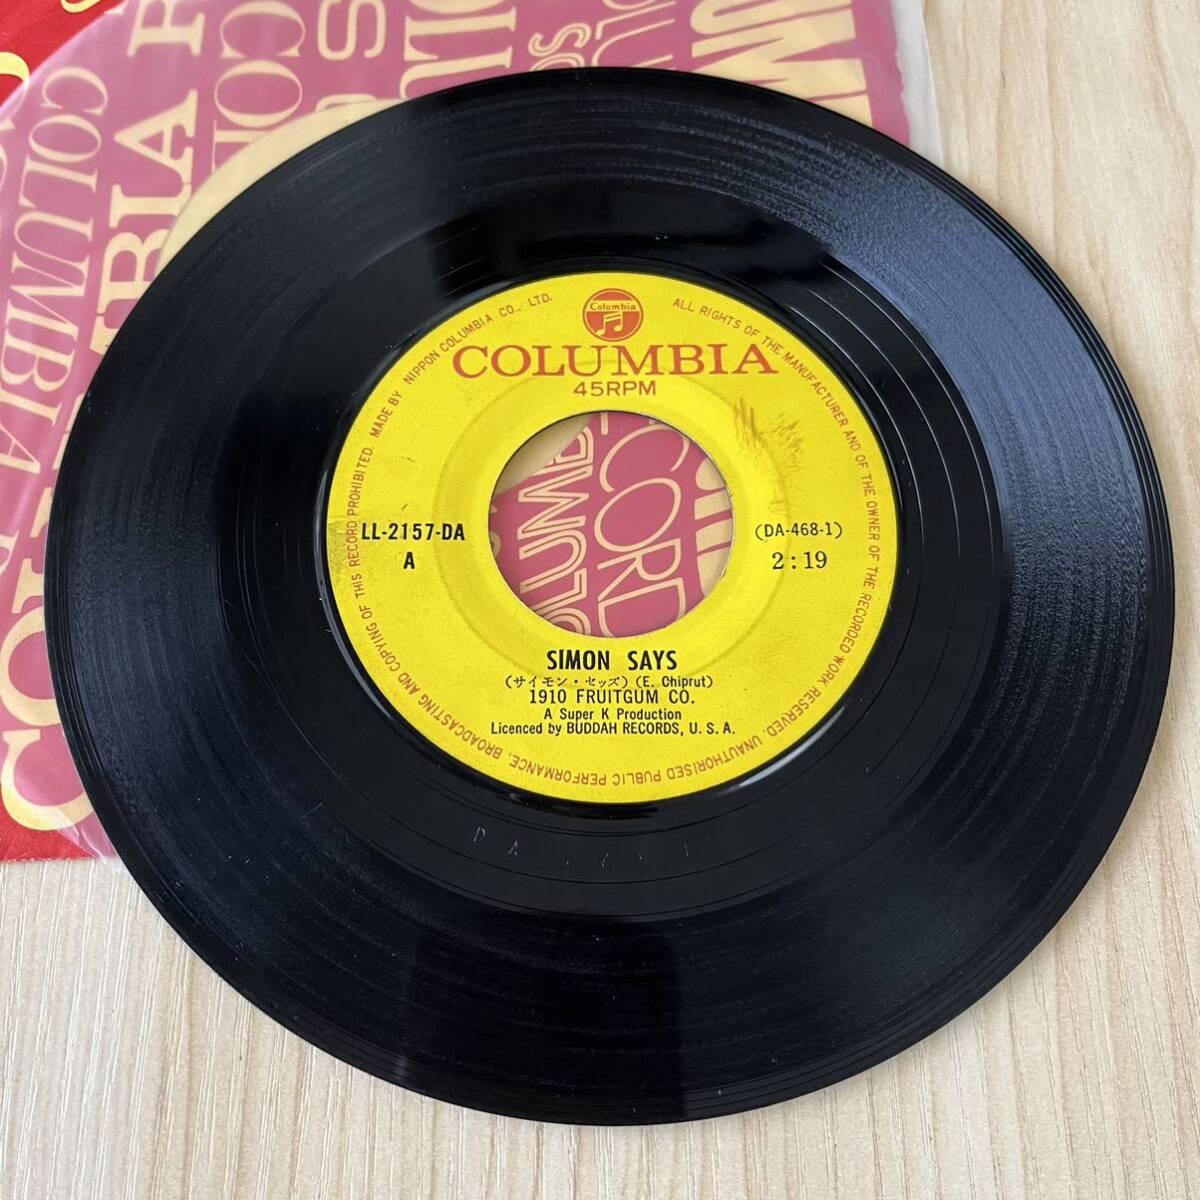 Columbia
COLUMBIA
45RPM
MADE BY NIPPON COLUMBIA CO., LTD. ALL RIGHTS OF THE MANUFACTURER AND OF THE OWNER OF THE RECORDED WORK RESERVED. UNAUTHORISED PUBLIC PERFORMANCE, BROADCASTING AND COPYING OF THIS RECORD PROHIBITED.
LL-2157-DA
A
(DA-468-1)
2:19
SIMON SAYS
(サイモン・セッズ) (E. Chiprut)
1910 FRUITGUM CO.
A Super K Production
Licenced by BUDDAH RECORDS, U. S. A.
COLUMBIA